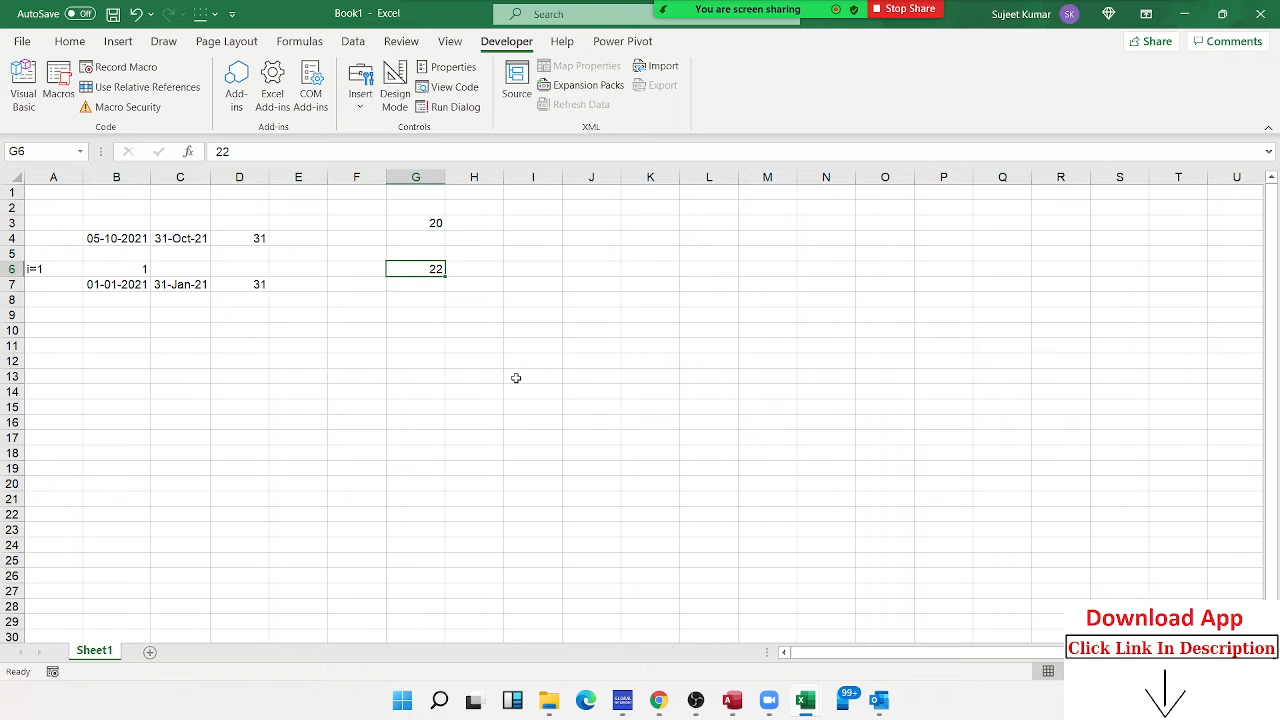 AutoSave Off Book1 - Excel Search You are screen sharing Stop Share Sujeet Kumar SK
File Home Insert Draw Page Layout Formulas Data Review View Developer Help Power Pivot Share Comments
Visual Basic Macros Record Macro Use Relative References Macro Security
Add-ins Excel Add-ins COM Add-ins
Insert Design Mode Properties View Code Run Dialog
Source Map Properties Expansion Packs Refresh Data Import Export
Code Add-ins Controls XML
G6 fx 22
A B C D E F G H I J K L M N O P Q R S T U
1
2
3 20
4 05-10-2021 31-Oct-21 31
5
6 i=1 1 22
7 01-01-2021 31-Jan-21 31
8
9
10
11
12
13
14
15
16
17
18
19
20
21
22
23
24
25
26
27
28
29
30
Download App
Click Link In Description
Sheet1
Ready
99+